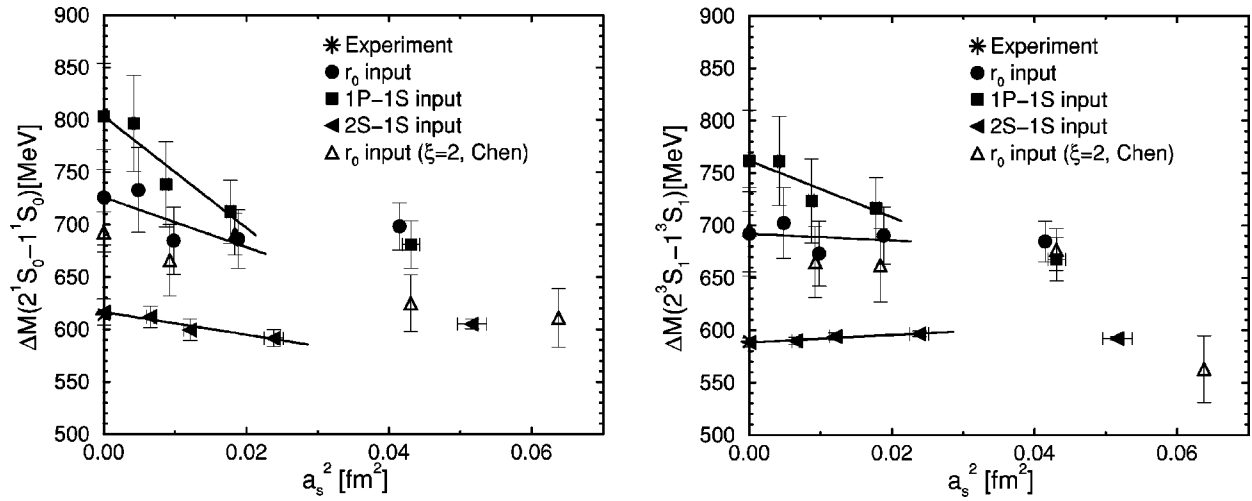 900
850
800
750
700
650
600
550
500
ΔM(2¹S₀−1¹S₀)[MeV]
Experiment
r₀ input
1P−1S input
2S−1S input
r₀ input (ξ=2, Chen)
0.00
0.02
0.04
0.06
aₛ² [fm²]
900
850
800
750
700
650
600
550
500
ΔM(2³S₁−1³S₁)[MeV]
Experiment
r₀ input
1P−1S input
2S−1S input
r₀ input (ξ=2, Chen)
0.00
0.02
0.04
0.06
aₛ² [fm²]